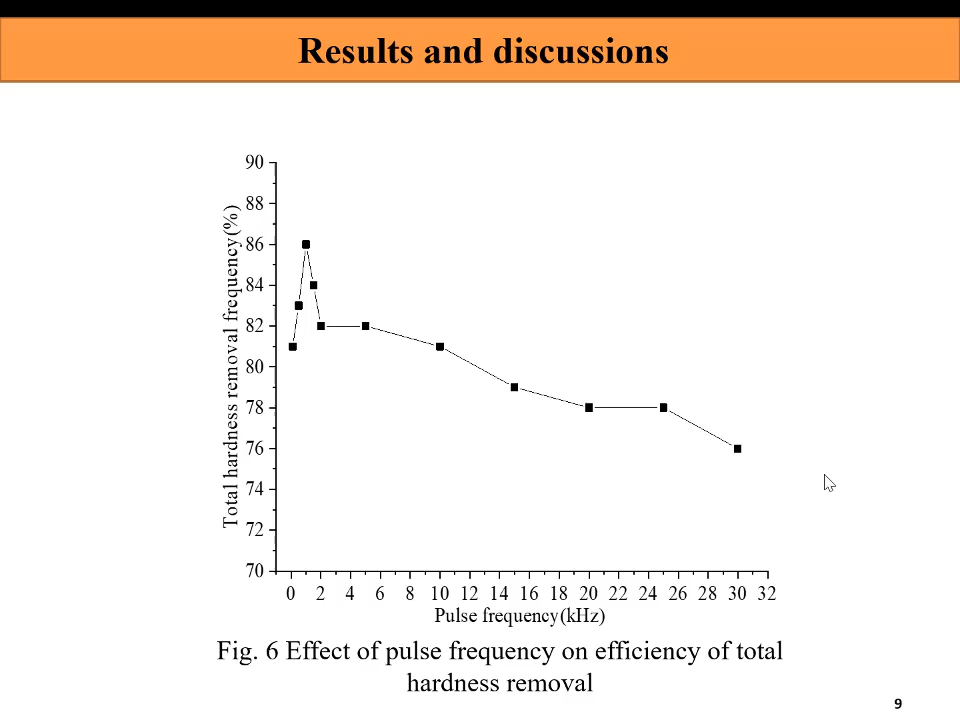 Results and discussions
90
88
86
84
82
80
78
76
74
72
70
Total hardness removal frequency(%)
0 2 4 6 8 10 12 14 16 18 20 22 24 26 28 30 32
Pulse frequency(kHz)
Fig. 6 Effect of pulse frequency on efficiency of total
hardness removal
9